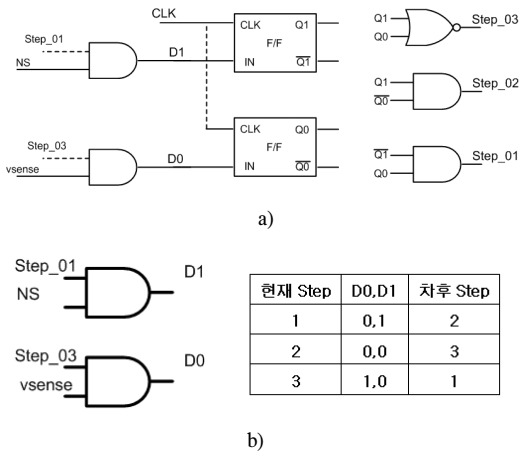 CLK
Step_01
NS
D1
CLK Q1
F/F
IN Q1
Q1
Q0
Step_03
Q1
Q0
Step_02
Step_03
vsense
D0
CLK Q0
F/F
IN Q0
Q1
Q0
Step_01
a)
Step_01
NS
D1
Step_03
vsense
D0
현재 Step D0,D1 차후 Step
1 0,1 2
2 0,0 3
3 1,0 1
b)